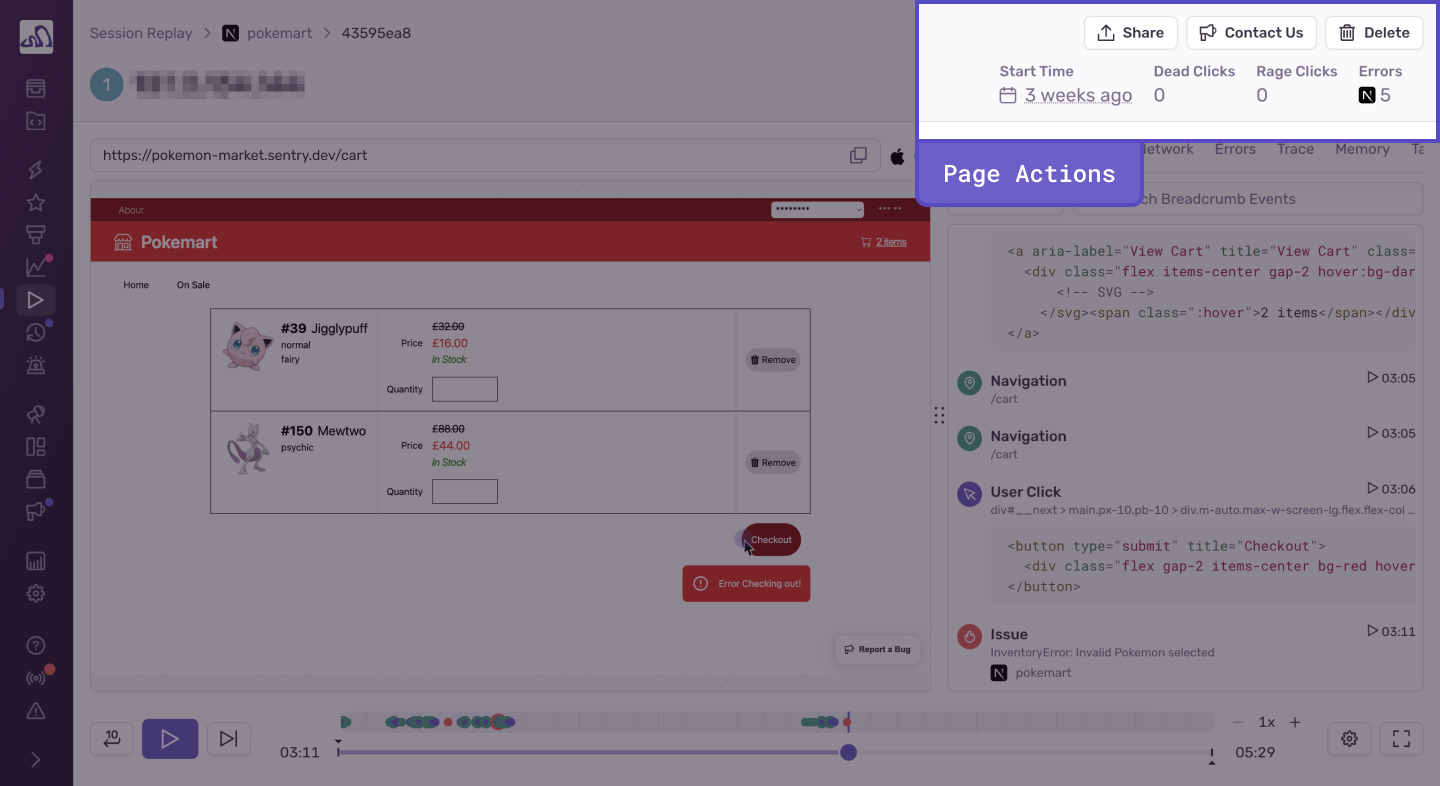 Session Replay > pokemart > 43595ea8
Share
Contact Us
Delete
1
Start Time
3 weeks ago
Dead Clicks
0
Rage Clicks
0
Errors
5
Page Actions
https://pokemon-market.sentry.dev/cart
Errors
Trace
Memory
Breadcrumb Events
About
********
*** **
Pokemart
2 items
Home
On Sale
#39 Jigglypuff
normal
fairy
£32.00
Price £16.00
In Stock
Quantity
Remove
#150 Mewtwo
psychic
£88.00
Price £44.00
In Stock
Quantity
Remove
Checkout
Error Checking out!
Report a Bug
<a aria-label="View Cart" title="View Cart" class=
<div class="flex items-center gap-2 hover:bg-dar
<!-- SVG -->
</svg><span class=":hover">2 items</span></div
</a>
Navigation
03:05
/cart
Navigation
03:05
/cart
User Click
03:06
div#__next > main.px-10.pb-10 > div.m-auto.max-w-screen-lg.flex.flex-col …
<button type="submit" title="Checkout">
<div class="flex gap-2 items-center bg-red hover
</button>
Issue
03:11
InventoryError: Invalid Pokemon selected
pokemart
10
03:11
1x
05:29